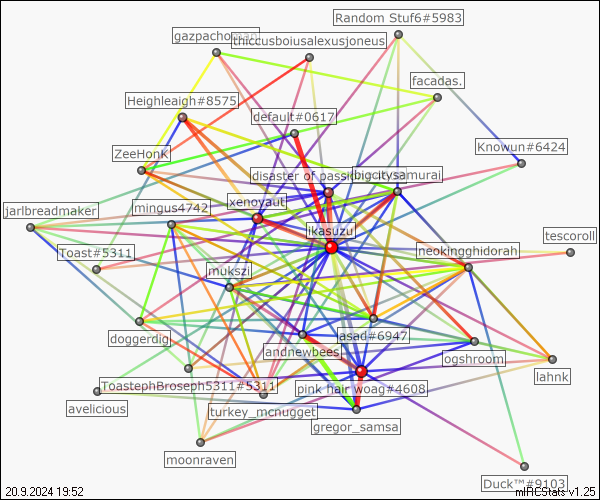 Random Stuf6#5983
gazpacho
thiccusboiusalexusjoneus
facadas.
Heighleaigh#8575
default#0617
Knowun#6424
ZeeHonK
disaster of passion
bigcitysamurai
jarlbreadmaker
mingus4742
xenoyaut
ikasuzu
tescoroll
Toast#5311
mukszi
neokingghidorah
doggerdig
asad#6947
andnewbees
ogshroom
lahnk
ToastephBroseph5311#5311
pink hair woag#4608
avelicious
turkey_mcnugget
gregor_samsa
moonraven
Duck™#9103
20.9.2024 19:52
mIRCStats v1.25